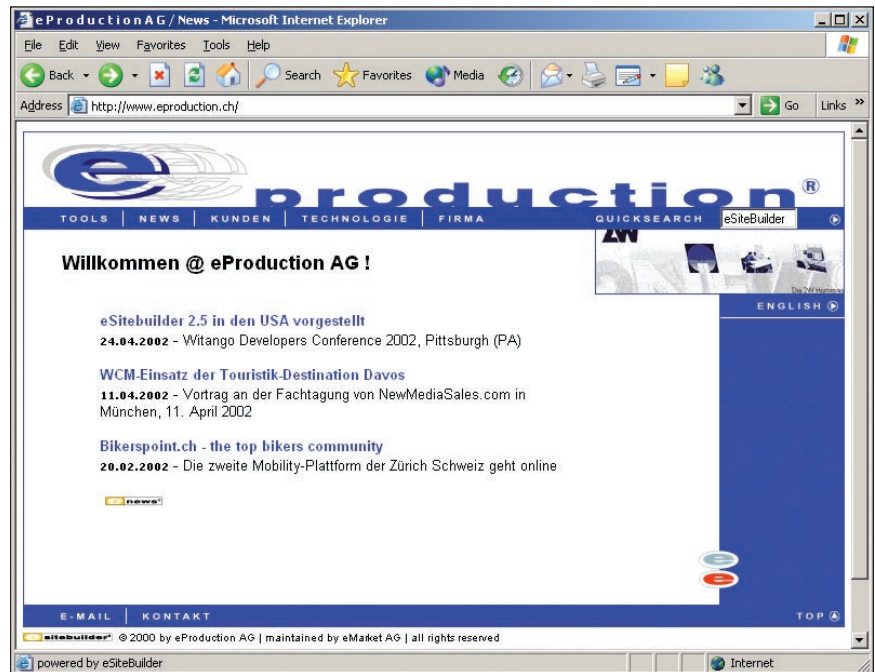 e P r o d u c t i o n A G / News - Microsoft Internet Explorer
File Edit View Favorites Tools Help
Back Search Favorites Media
Address http://www.eproduction.ch/ Go Links »
e production ®
TOOLS | NEWS | KUNDEN | TECHNOLOGIE | FIRMA QUICKSEARCH eSiteBuilder
2W
Willkommen @ eProduction AG !
Die 2W
ENGLISH
eSitebuilder 2.5 in den USA vorgestellt
24.04.2002 - Witango Developers Conference 2002, Pittsburgh (PA)
WCM-Einsatz der Touristik-Destination Davos
11.04.2002 - Vortrag an der Fachtagung von NewMediaSales.com in
München, 11. April 2002
Bikerspoint.ch - the top bikers community
20.02.2002 - Die zweite Mobility-Plattform der Zürich Schweiz geht online
e news
e
e
E-MAIL | KONTAKT TOP
sitebuilder © 2000 by eProduction AG | maintained by eMarket AG | all rights reserved
powered by eSiteBuilder Internet